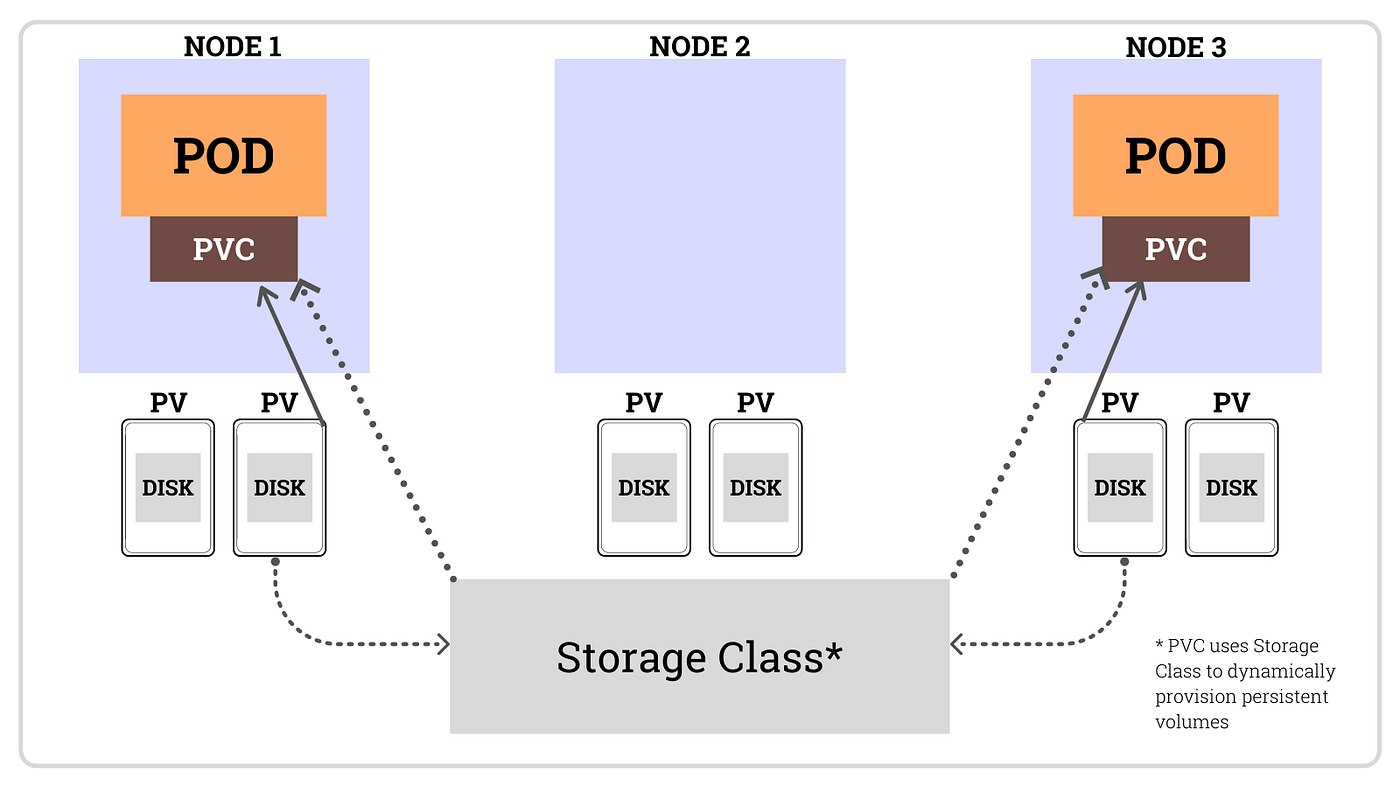 NODE 1
NODE 2
NODE 3
POD
POD
PVC
PVC
PV
PV
PV
PV
PV
PV
DISK
DISK
DISK
DISK
DISK
DISK
Storage Class*
* PVC uses Storage
Class to dynamically
provision persistent
volumes